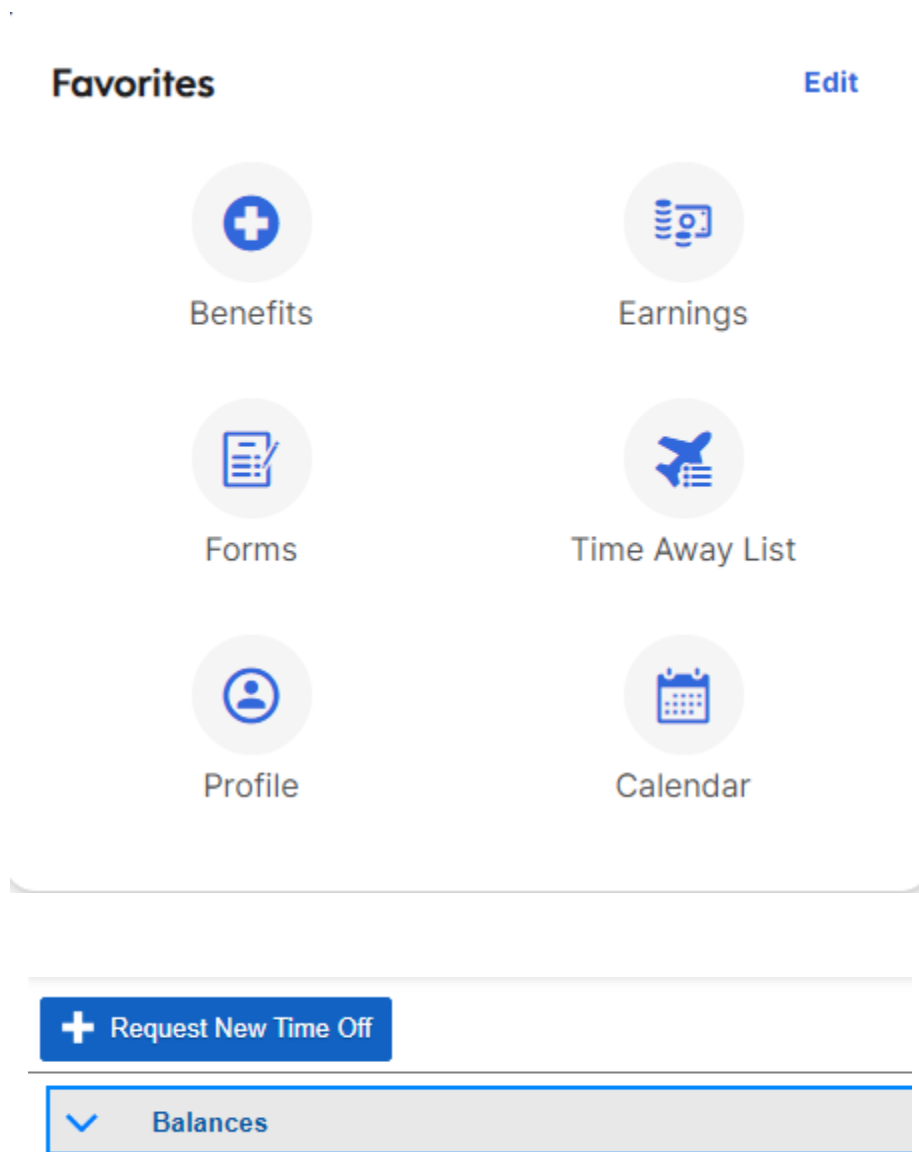 Favorites Edit
Benefits Earnings
Forms Time Away List
Profile Calendar
Request New Time Off
Balances